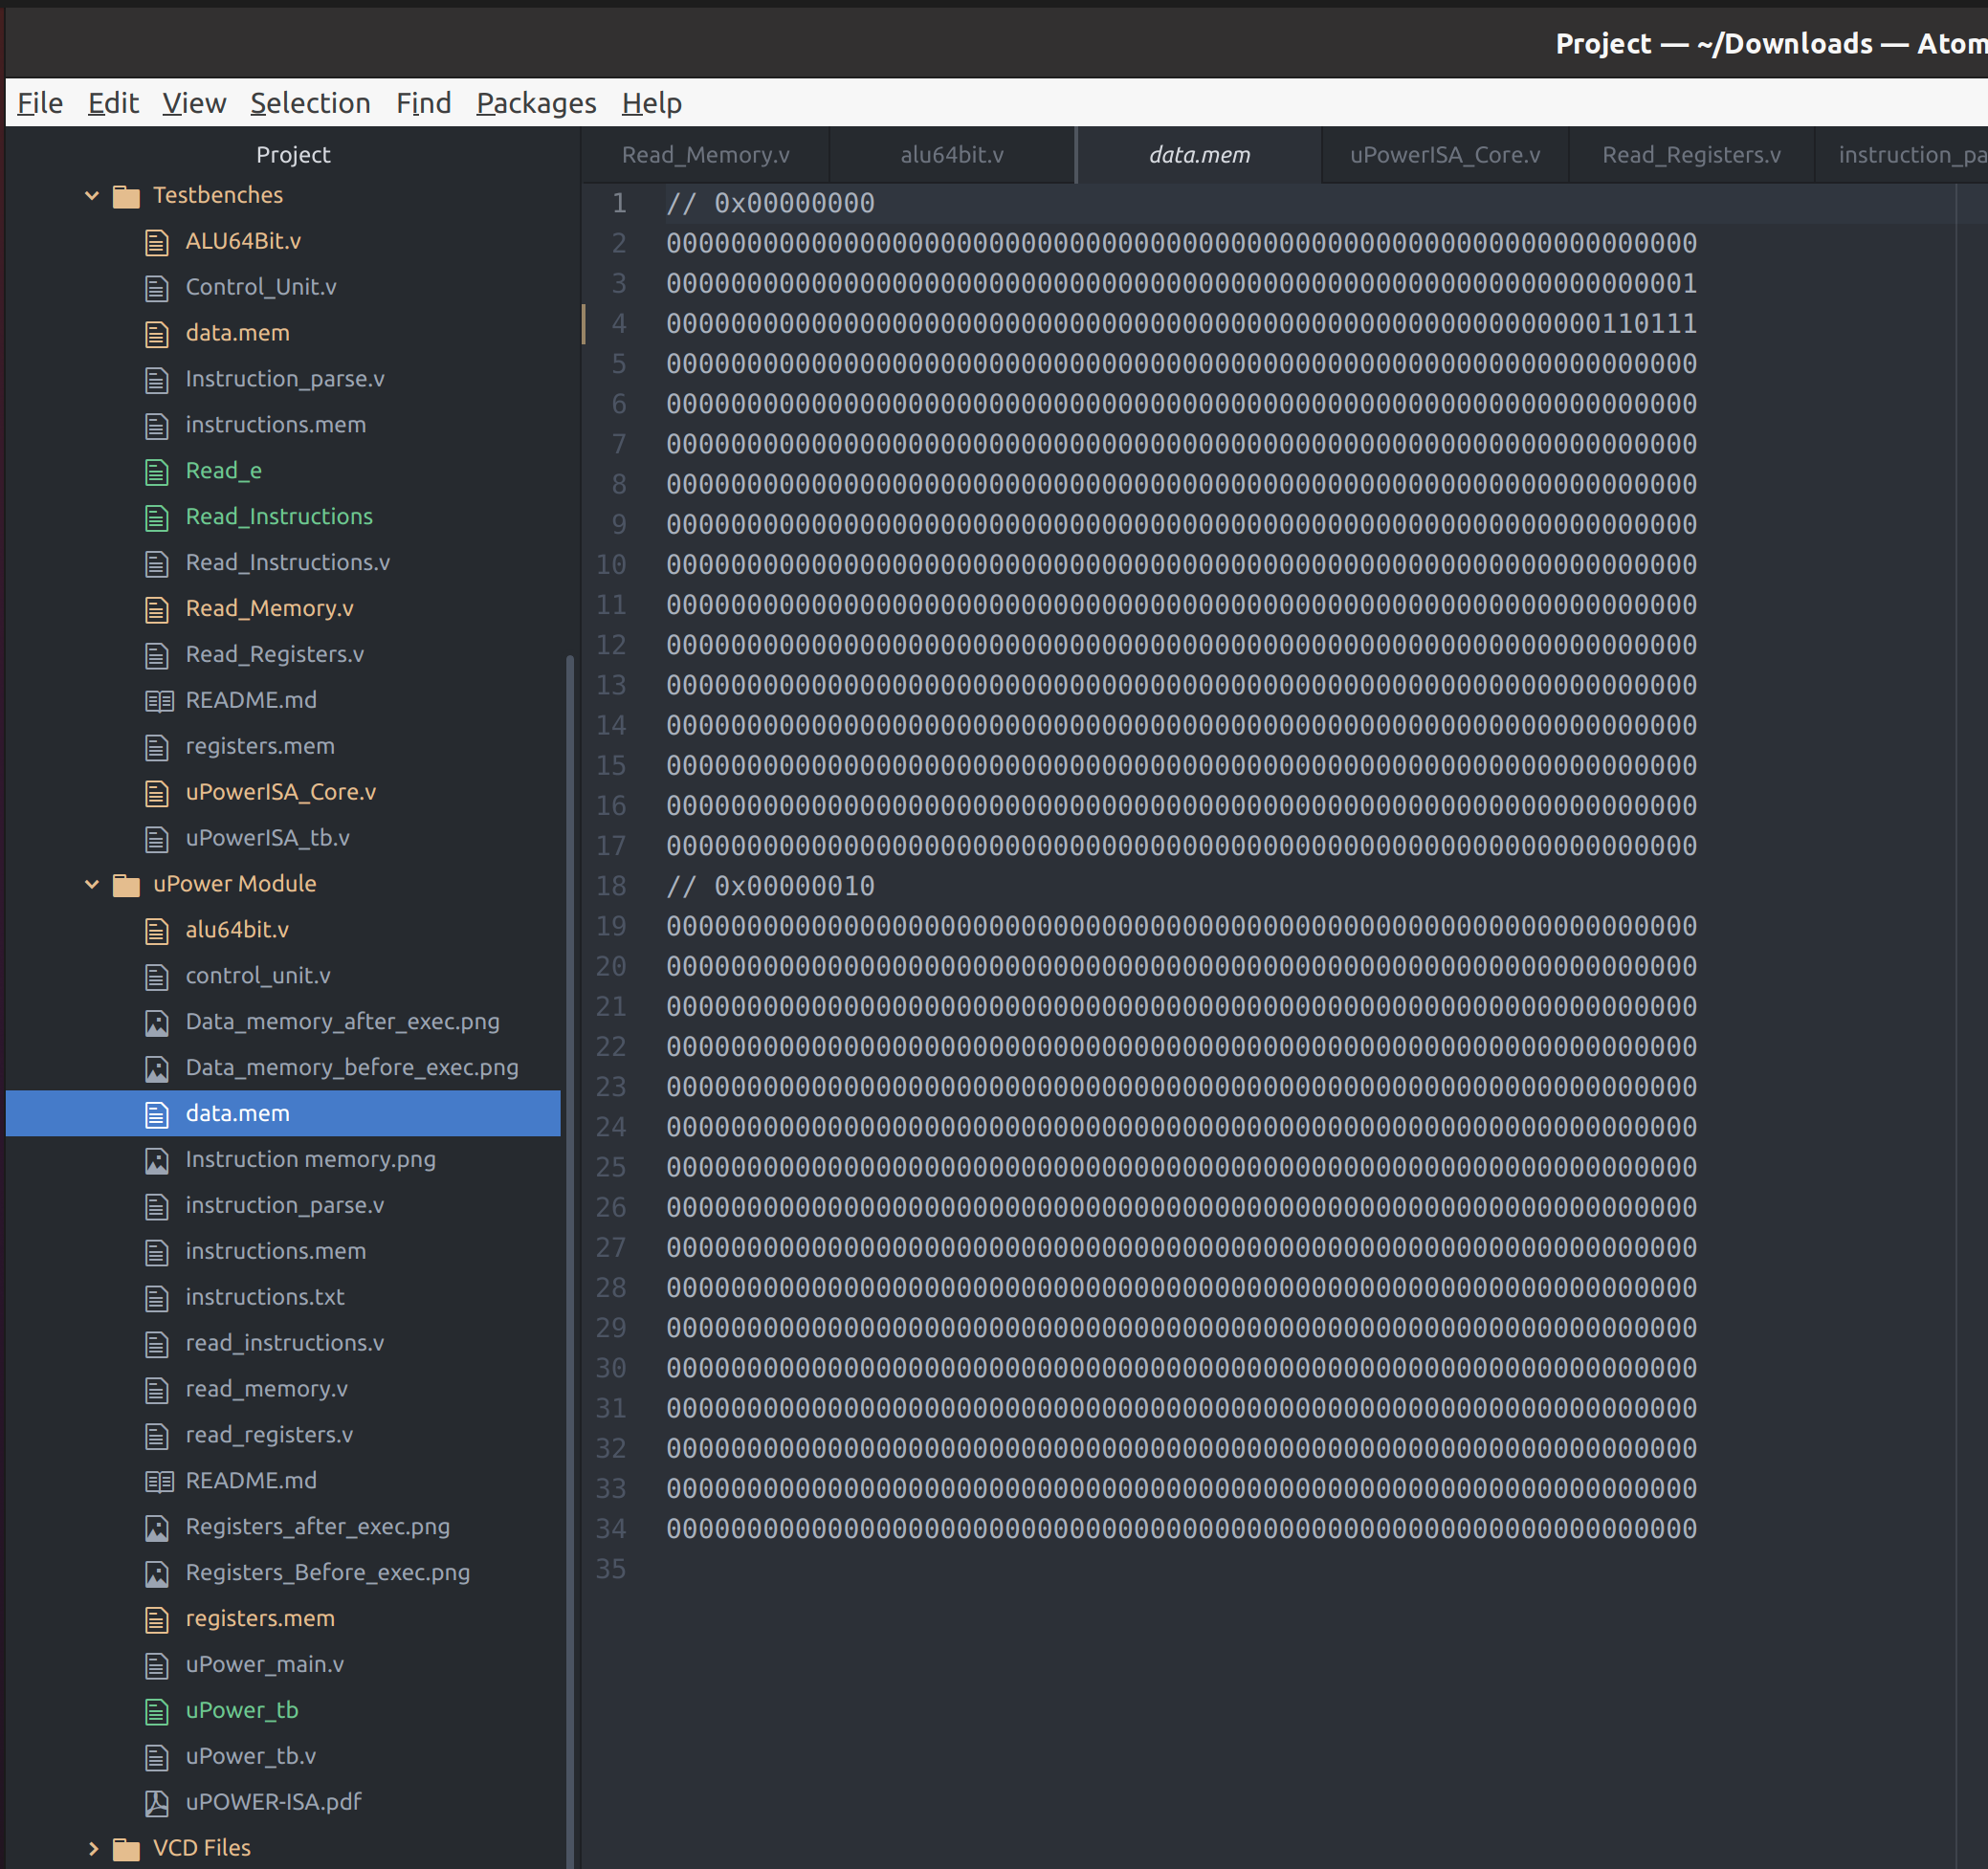 Project — ~/Downloads — Atom
File Edit View Selection Find Packages Help
Project
Testbenches
ALU64Bit.v
Control_Unit.v
data.mem
Instruction_parse.v
instructions.mem
Read_e
Read_Instructions
Read_Instructions.v
Read_Memory.v
Read_Registers.v
README.md
registers.mem
uPowerISA_Core.v
uPowerISA_tb.v
uPower Module
alu64bit.v
control_unit.v
Data_memory_after_exec.png
Data_memory_before_exec.png
data.mem
Instruction memory.png
instruction_parse.v
instructions.mem
instructions.txt
read_instructions.v
read_memory.v
read_registers.v
README.md
Registers_after_exec.png
Registers_Before_exec.png
registers.mem
uPower_main.v
uPower_tb
uPower_tb.v
uPOWER-ISA.pdf
VCD Files
Read_Memory.v alu64bit.v data.mem uPowerISA_Core.v Read_Registers.v instruction_pa
1 // 0x00000000
2 0000000000000000000000000000000000000000000000000000000000000000
3 0000000000000000000000000000000000000000000000000000000000000001
4 0000000000000000000000000000000000000000000000000000000000110111
5 0000000000000000000000000000000000000000000000000000000000000000
6 0000000000000000000000000000000000000000000000000000000000000000
7 0000000000000000000000000000000000000000000000000000000000000000
8 0000000000000000000000000000000000000000000000000000000000000000
9 0000000000000000000000000000000000000000000000000000000000000000
10 0000000000000000000000000000000000000000000000000000000000000000
11 0000000000000000000000000000000000000000000000000000000000000000
12 0000000000000000000000000000000000000000000000000000000000000000
13 0000000000000000000000000000000000000000000000000000000000000000
14 0000000000000000000000000000000000000000000000000000000000000000
15 0000000000000000000000000000000000000000000000000000000000000000
16 0000000000000000000000000000000000000000000000000000000000000000
17 0000000000000000000000000000000000000000000000000000000000000000
18 // 0x00000010
19 0000000000000000000000000000000000000000000000000000000000000000
20 0000000000000000000000000000000000000000000000000000000000000000
21 0000000000000000000000000000000000000000000000000000000000000000
22 0000000000000000000000000000000000000000000000000000000000000000
23 0000000000000000000000000000000000000000000000000000000000000000
24 0000000000000000000000000000000000000000000000000000000000000000
25 0000000000000000000000000000000000000000000000000000000000000000
26 0000000000000000000000000000000000000000000000000000000000000000
27 0000000000000000000000000000000000000000000000000000000000000000
28 0000000000000000000000000000000000000000000000000000000000000000
29 0000000000000000000000000000000000000000000000000000000000000000
30 0000000000000000000000000000000000000000000000000000000000000000
31 0000000000000000000000000000000000000000000000000000000000000000
32 0000000000000000000000000000000000000000000000000000000000000000
33 0000000000000000000000000000000000000000000000000000000000000000
34 0000000000000000000000000000000000000000000000000000000000000000
35